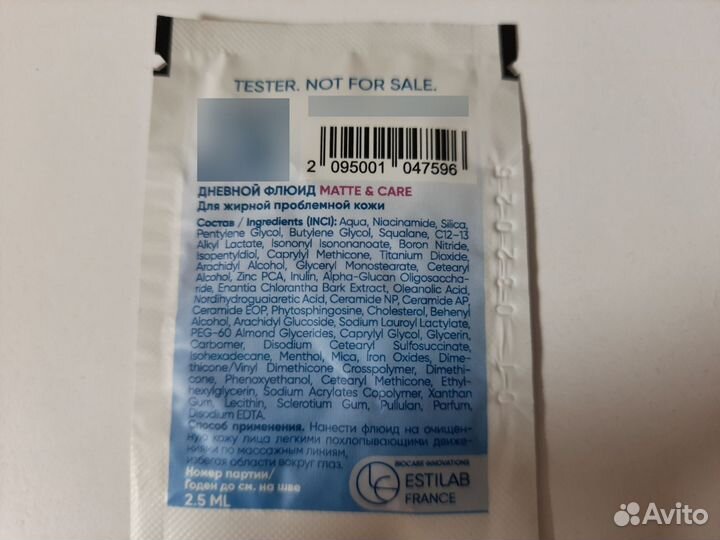 TESTER. NOT FOR SALE.
2 095001 047596
ДНЕВНОЙ ФЛЮИД MATTE & CARE
Для жирной проблемной кожи
Состав / Ingredients (INCI): Aqua, Niacinamide, Silica,
Pentylene Glycol, Butylene Glycol, Squalane, C12-13
Alkyl Lactate, Isononyl Isononanoate, Boron Nitride,
Isopentyldiol, Caprylyl Methicone, Titanium Dioxide,
Arachidyl Alcohol, Glyceryl Monostearate, Cetearyl
Alcohol, Zinc PCA, Inulin, Alpha-Glucan Oligosaccha-
ride, Enantia Chlorantha Bark Extract, Oleanolic Acid,
Nordihydroguaiaretic Acid, Ceramide NP, Ceramide AP,
Ceramide EOP, Phytosphingosine, Cholesterol, Behenyl
Alcohol, Arachidyl Glucoside, Sodium Lauroyl Lactylate,
PEG-60 Almond Glycerides, Caprylyl Glycol, Glycerin,
Carbomer, Disodium Cetearyl Sulfosuccinate,
Isohexadecane, Menthol, Mica, Iron Oxides, Dime-
thicone/Vinyl Dimethicone Crosspolymer, Dimethi-
cone, Phenoxyethanol, Cetearyl Methicone, Ethyl-
hexylglycerin, Sodium Acrylates Copolymer, Xanthan
Gum, Lecithin, Sclerotium Gum, Pullulan, Parfum,
Disodium EDTA.
Способ применения. Нанести флюид на очищен-
ную кожу лица легкими похлопывающими движе-
ниями по массажным линиям,
избегая области вокруг глаз.
Номер партии/
Годен до см. на шве
2.5 ML
BIOCARE INNOVATIONS
ESTILAB
FRANCE
Avito